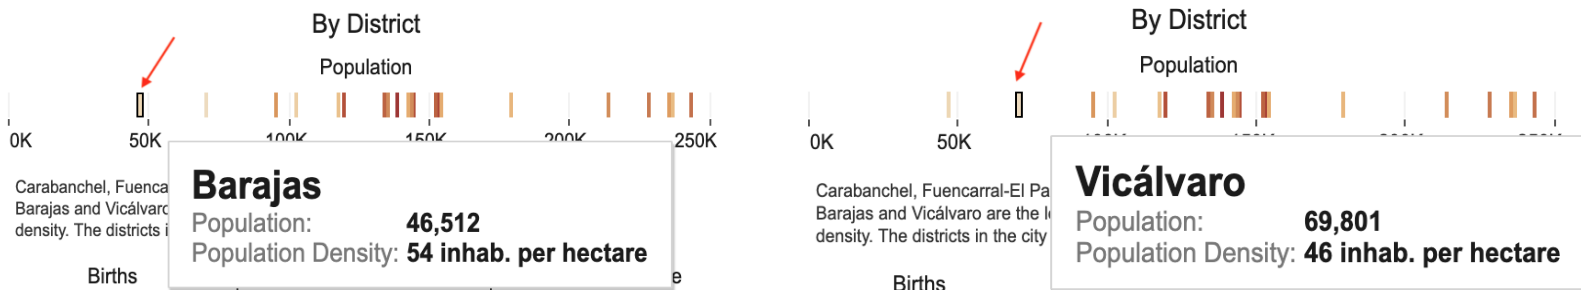 By District
Population
0K 50K 100K 150K 200K 250K
Carabanchel, Fuenca
Barajas and Vicálvaro
density. The districts i
Births
Barajas
Population: 46,512
Population Density: 54 inhab. per hectare
e
By District
Population
0K 50K
Carabanchel, Fuencarral-El Pa
Barajas and Vicálvaro are the l
density. The districts in the city
Births
Vicálvaro
Population: 69,801
Population Density: 46 inhab. per hectare